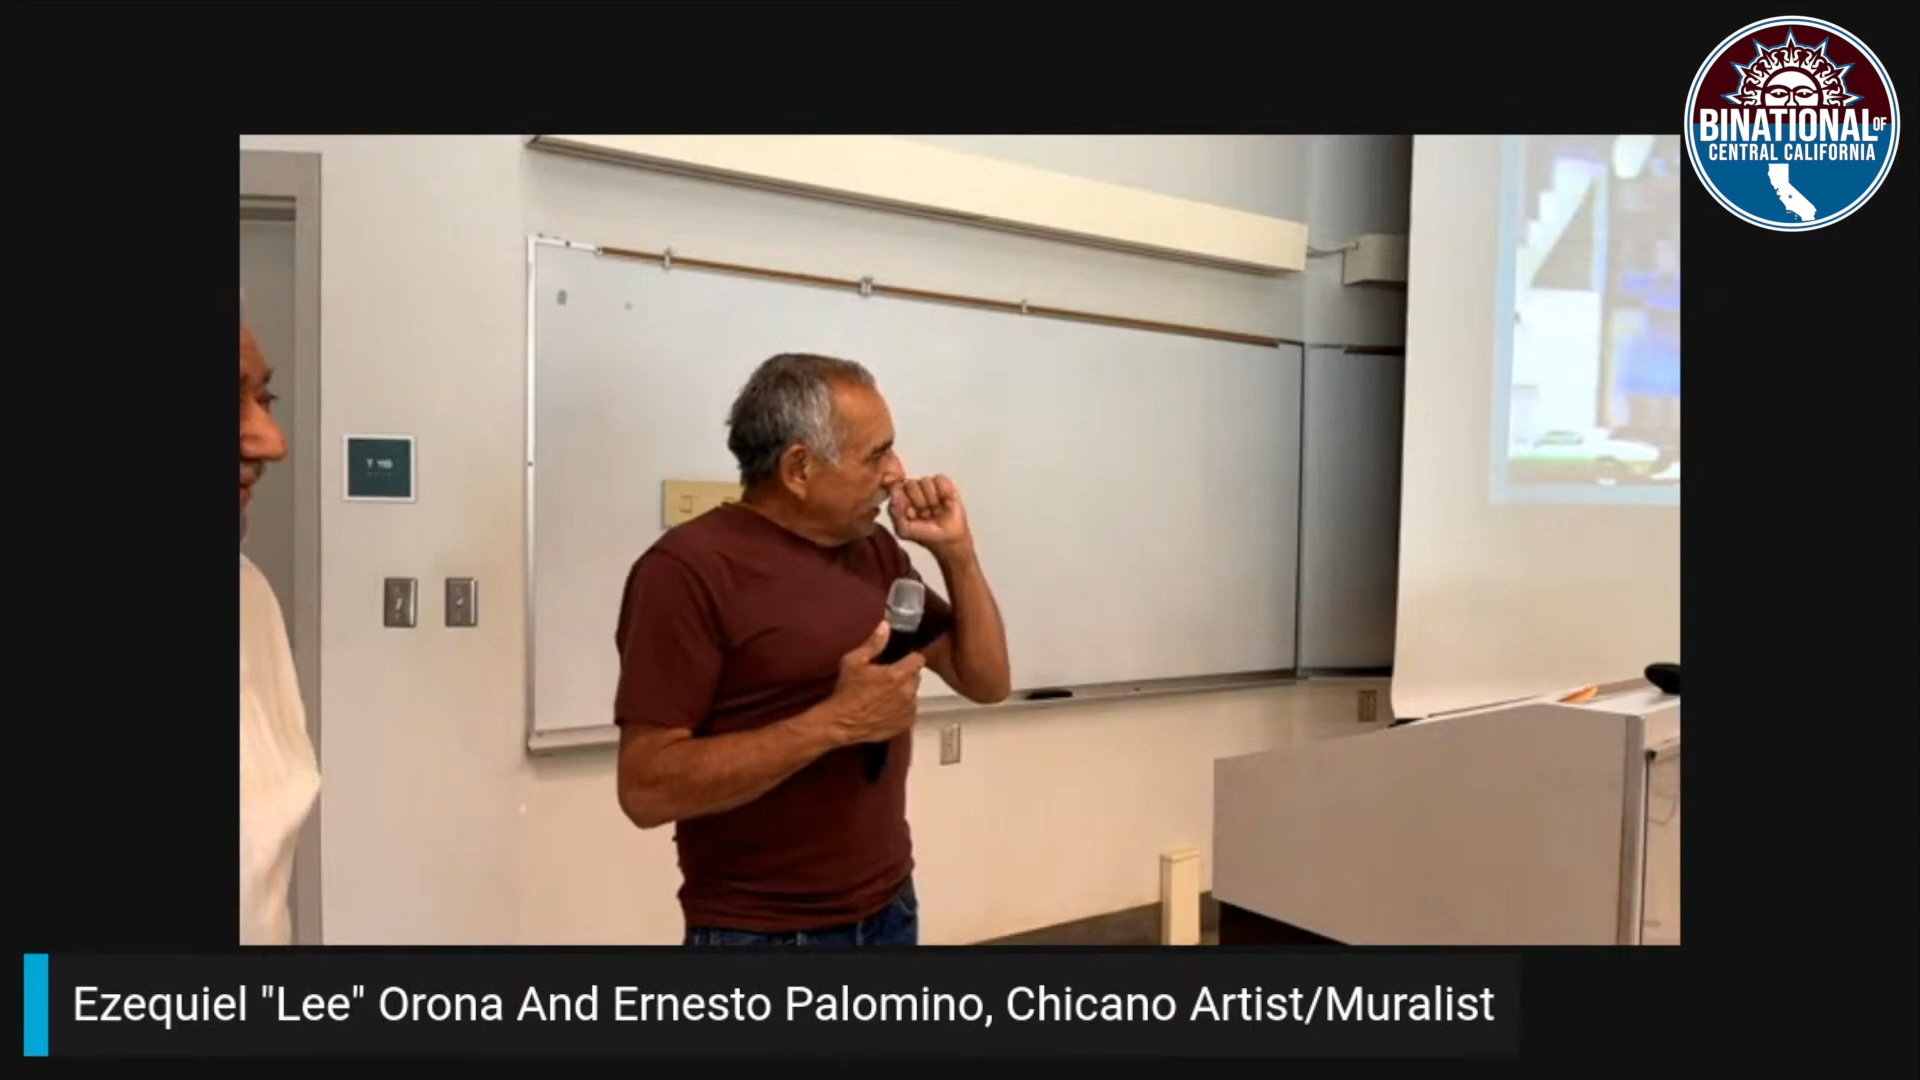 BINATIONAL OF
CENTRAL CALIFORNIA
Ezequiel "Lee" Orona And Ernesto Palomino, Chicano Artist/Muralist